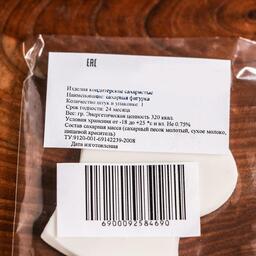 EAC
Изделия кондитерские сахаристые
Наименование: сахарная фигурка
Количество штук в упаковке: 1
Срок годности: 24 месяца
Вес: гр. Энергетическая ценность 320 ккал.
Условия хранения от -18 до +25 °с и вл. Не 0.75%
Состав сахарная масса (сахарный песок молотый, сухое молоко,
пищевой краситель)
ТУ:9120-001-69142239-2008
Дата изготовления
6900092584690